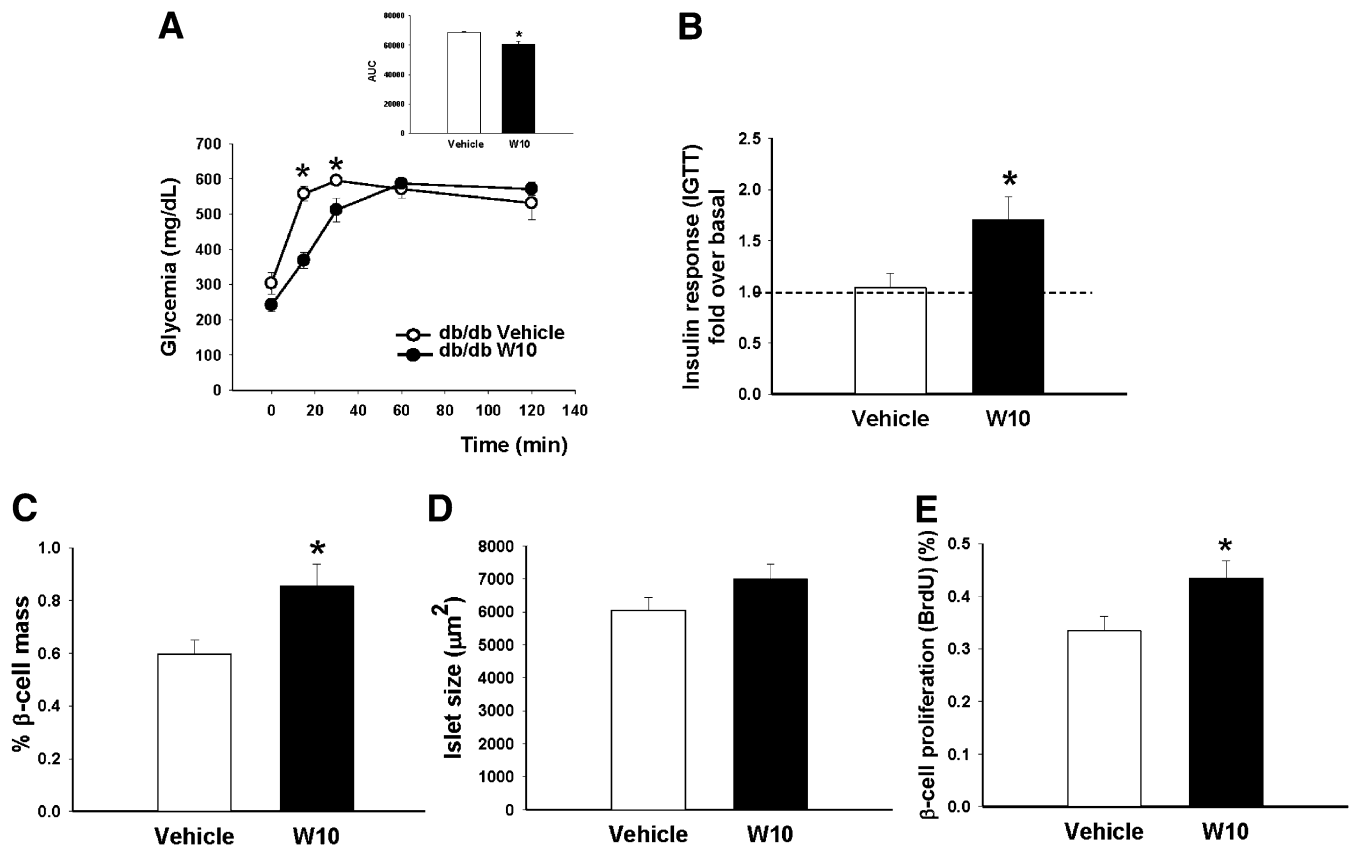 A
80000
60000
40000
20000
0
AUC
*
Vehicle
W10
700
600
500
400
300
200
100
0
Glycemia (mg/dL)
* *
db/db Vehicle
db/db W10
0 20 40 60 80 100 120 140
Time (min)
B
2.5
2.0
1.5
1.0
0.5
0.0
Insulin response (IGTT)
fold over basal
*
Vehicle
W10
C
1.0
0.8
0.6
0.4
0.2
0.0
% β-cell mass
*
Vehicle
W10
D
8000
7000
6000
5000
4000
3000
2000
1000
0
Islet size (μm²)
Vehicle
W10
E
0.5
0.4
0.3
0.2
0.1
0.0
β-cell proliferation (BrdU) (%)
*
Vehicle
W10